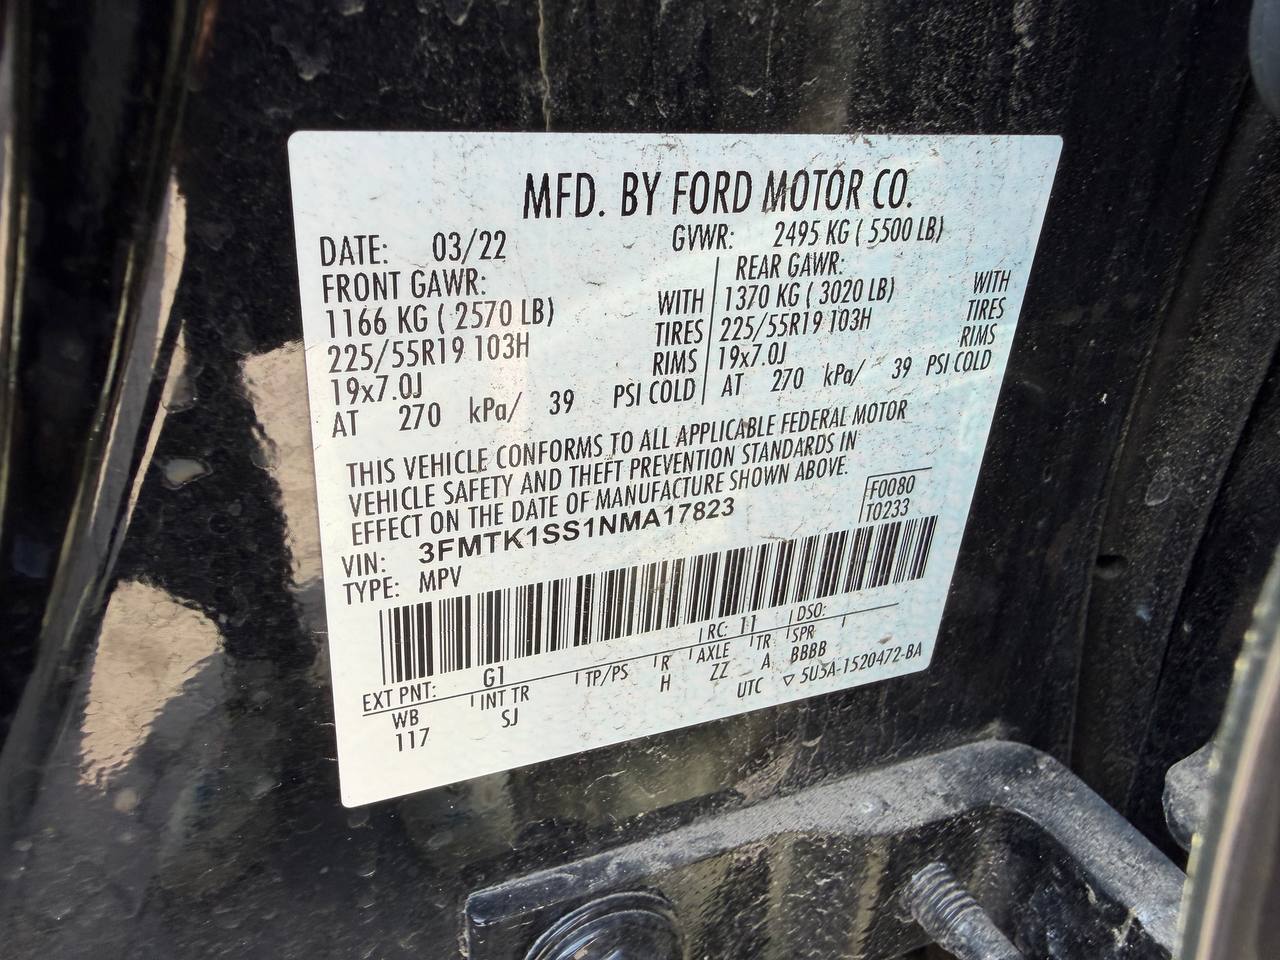 MFD. BY FORD MOTOR CO.
DATE: 03/22 GVWR: 2495 KG ( 5500 LB)
FRONT GAWR: REAR GAWR:
1166 KG ( 2570 LB) WITH 1370 KG ( 3020 LB) WITH
225/55R19 103H TIRES 225/55R19 103H TIRES
19x7.0J RIMS 19x7.0J RIMS
AT 270 kPa/ 39 PSI COLD AT 270 kPa/ 39 PSI COLD
THIS VEHICLE CONFORMS TO ALL APPLICABLE FEDERAL MOTOR
VEHICLE SAFETY AND THEFT PREVENTION STANDARDS IN
EFFECT ON THE DATE OF MANUFACTURE SHOWN ABOVE.
VIN: 3FMTK1SS1NMA17823 F0080
TYPE: MPV T0233
EXT PNT: G1 RC: 11 DSO:
WB INT TR TP/PS R AXLE TR SPR
117 SJ H ZZ A BBBB
UTC ▽ 5U5A-1520472-BA